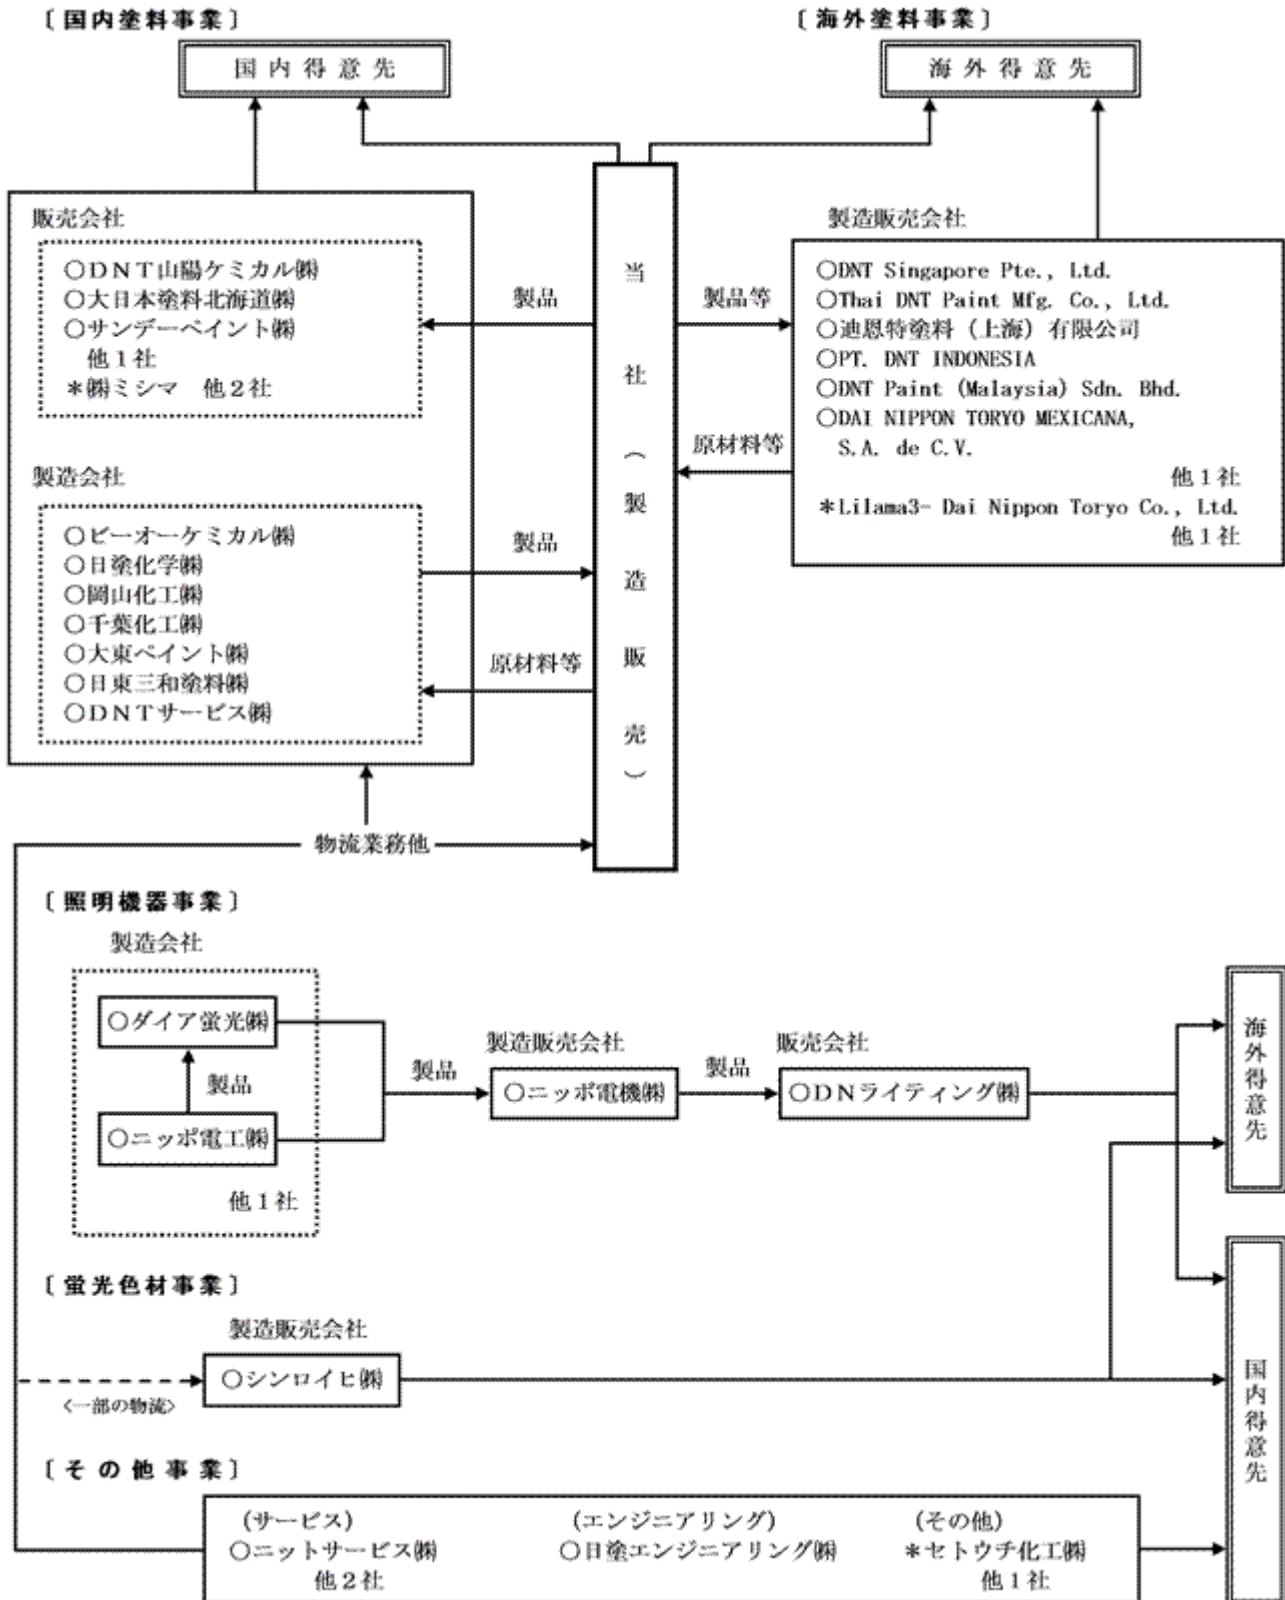 〔国内塗料事業〕
〔海外塗料事業〕
国内得意先
海外得意先
販売会社
○DNT山陽ケミカル㈱
○大日本塗料北海道㈱
○サンデーペイント㈱
他1社
*㈱ミシマ 他2社
製造会社
○ビーオーケミカル㈱
○日塗化学㈱
○岡山化工㈱
○千葉化工㈱
○大東ペイント㈱
○日東三和塗料㈱
○DNTサービス㈱
製品
製品
原材料等
当社(製造販売)
製品等
原材料等
製造販売会社
○DNT Singapore Pte., Ltd.
○Thai DNT Paint Mfg. Co., Ltd.
○迪恩特塗料(上海)有限公司
○PT. DNT INDONESIA
○DNT Paint (Malaysia) Sdn. Bhd.
○DAI NIPPON TORYO MEXICANA,
S.A. de C.V.
他1社
*Lilama3- Dai Nippon Toryo Co., Ltd.
他1社
物流業務他
〔照明機器事業〕
製造会社
○ダイア蛍光㈱
製品
○ニッポ電工㈱
他1社
製品
製造販売会社
○ニッポ電機㈱
製品
販売会社
○DNライティング㈱
海外得意先
〔蛍光色材事業〕
製造販売会社
○シンロイヒ㈱
<一部の物流>
国内得意先
〔その他事業〕
(サービス)
○ニットサービス㈱
他2社
(エンジニアリング)
○日塗エンジニアリング㈱
(その他)
*セトウチ化工㈱
他1社